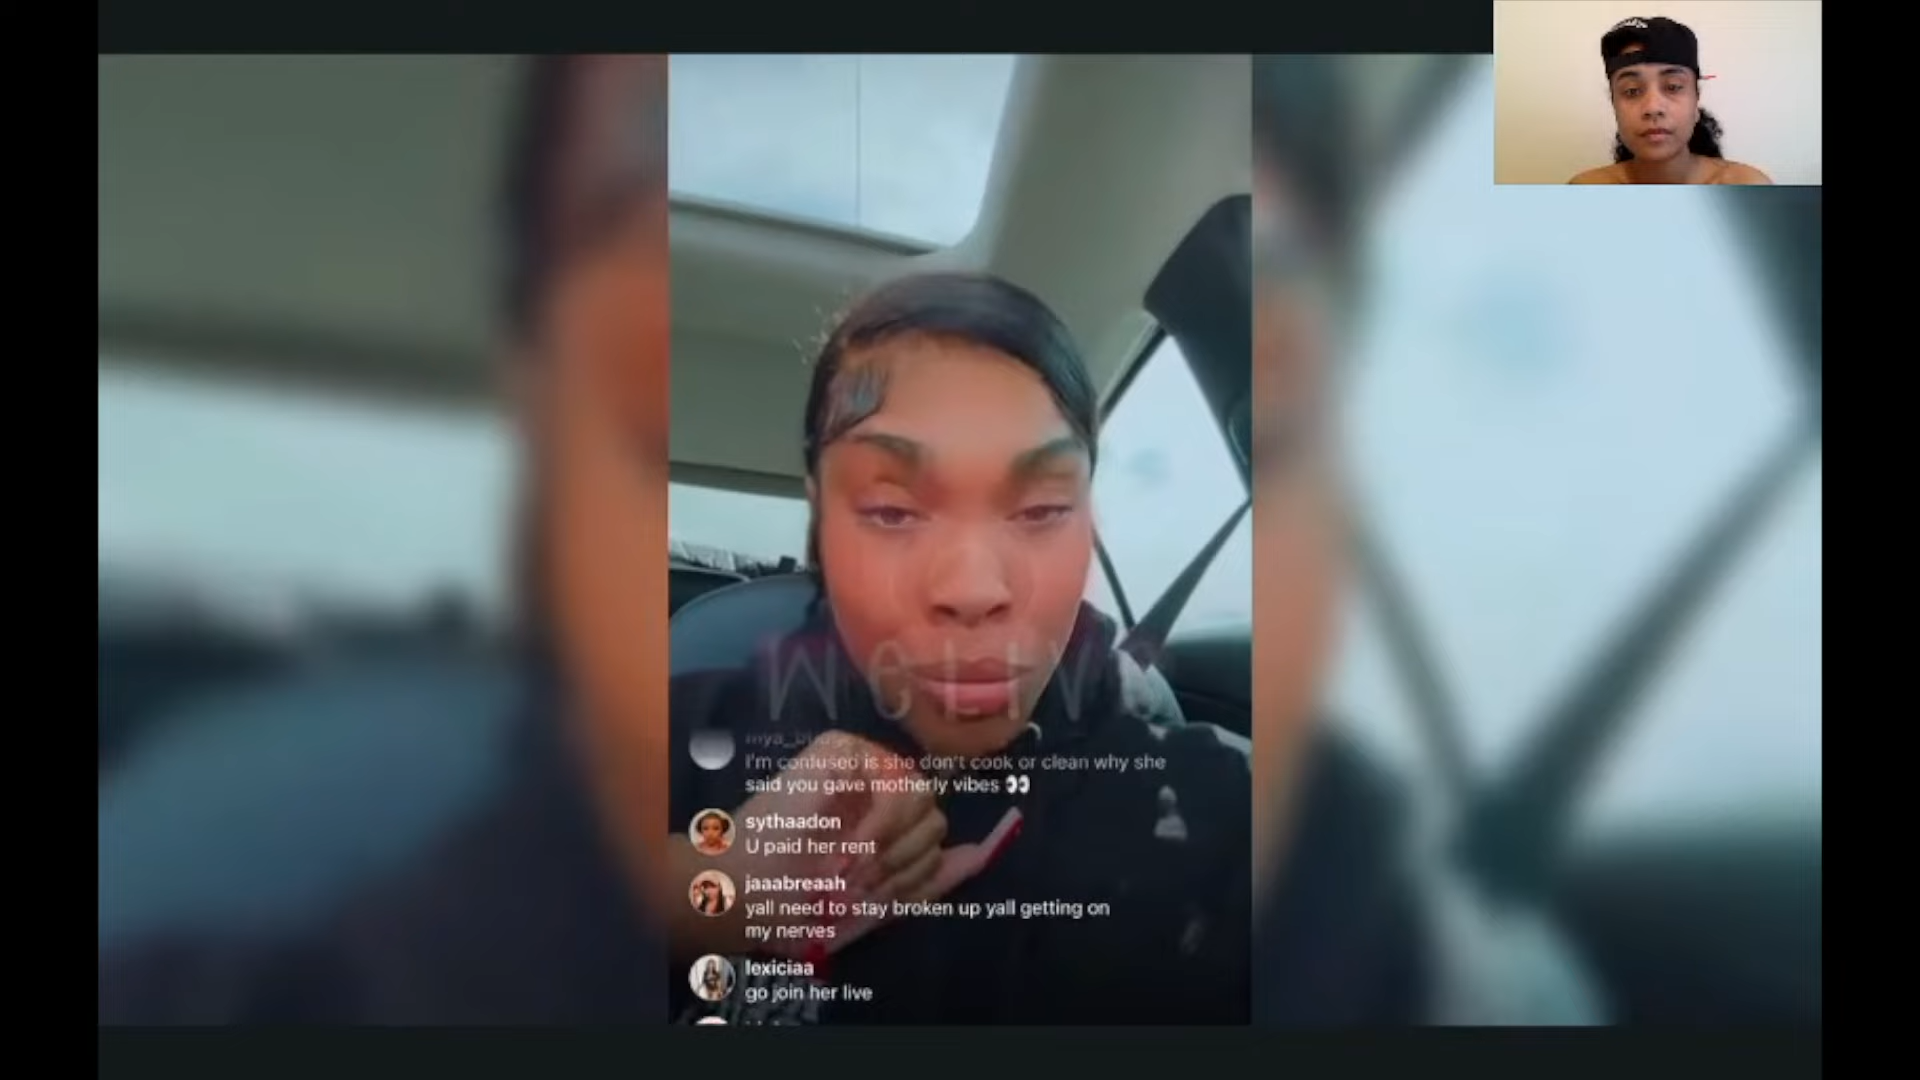 WeLiv
I'm confused is she don't cook or clean why she
said you gave motherly vibes 👀
sythaadon
U paid her rent
jaaabreaah
yall need to stay broken up yall getting on
my nerves
lexiciaa
go join her live